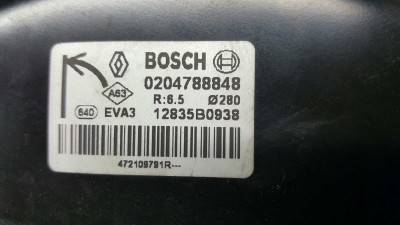 BOSCH
0204788848
A63 R:6.5 Ø280
640 EVA3 12835B0938
472109791R---